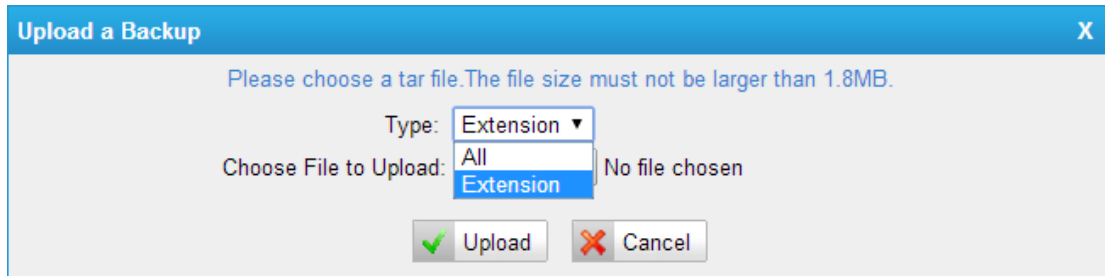 Upload a Backup X
Please choose a tar file.The file size must not be larger than 1.8MB.
Type: Extension
All
Choose File to Upload: No file chosen
Extension
Upload Cancel